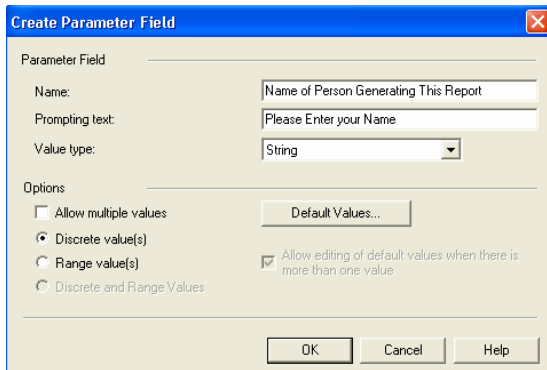 Create Parameter Field
Parameter Field
Name: Name of Person Generating This Report
Prompting text: Please Enter your Name
Value type: String
Options
Allow multiple values Default Values...
Discrete value(s)
Range value(s) Allow editing of default values when there is
more than one value
Discrete and Range Values
OK Cancel Help